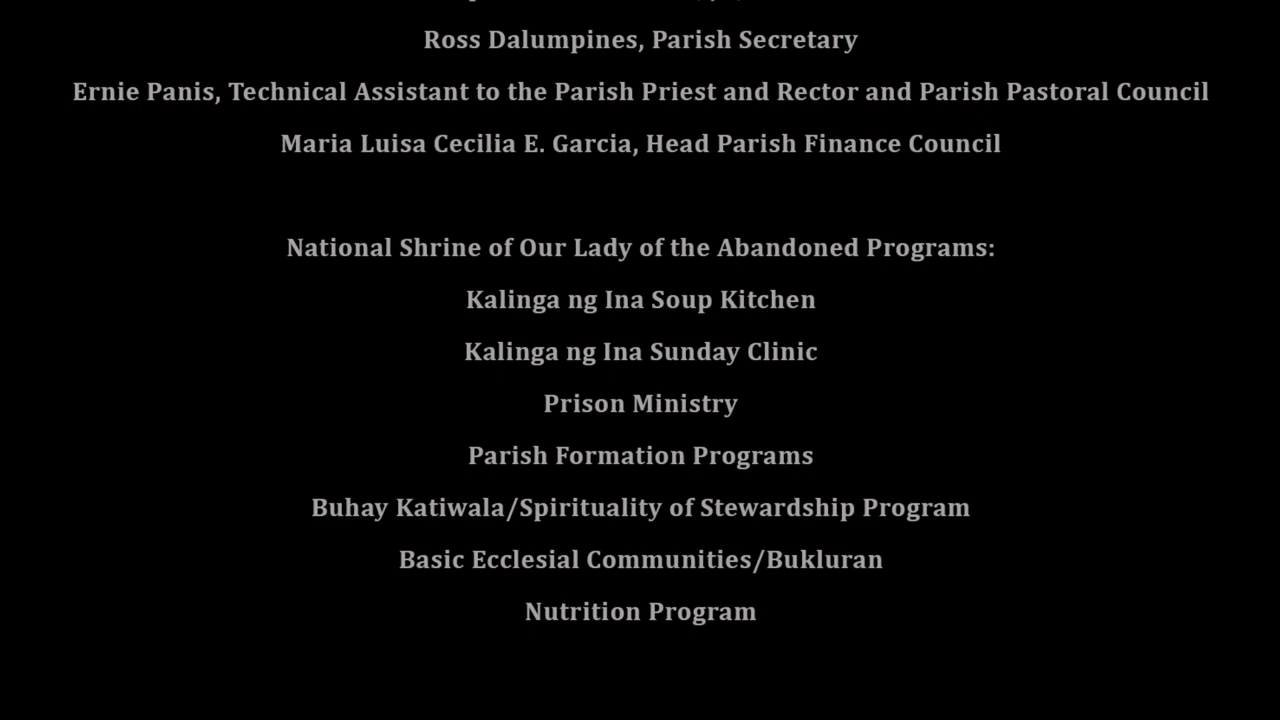 Ross Dalumpines, Parish Secretary
Ernie Panis, Technical Assistant to the Parish Priest and Rector and Parish Pastoral Council
Maria Luisa Cecilia E. Garcia, Head Parish Finance Council
National Shrine of Our Lady of the Abandoned Programs:
Kalinga ng Ina Soup Kitchen
Kalinga ng Ina Sunday Clinic
Prison Ministry
Parish Formation Programs
Buhay Katiwala/Spirituality of Stewardship Program
Basic Ecclesial Communities/Bukluran
Nutrition Program